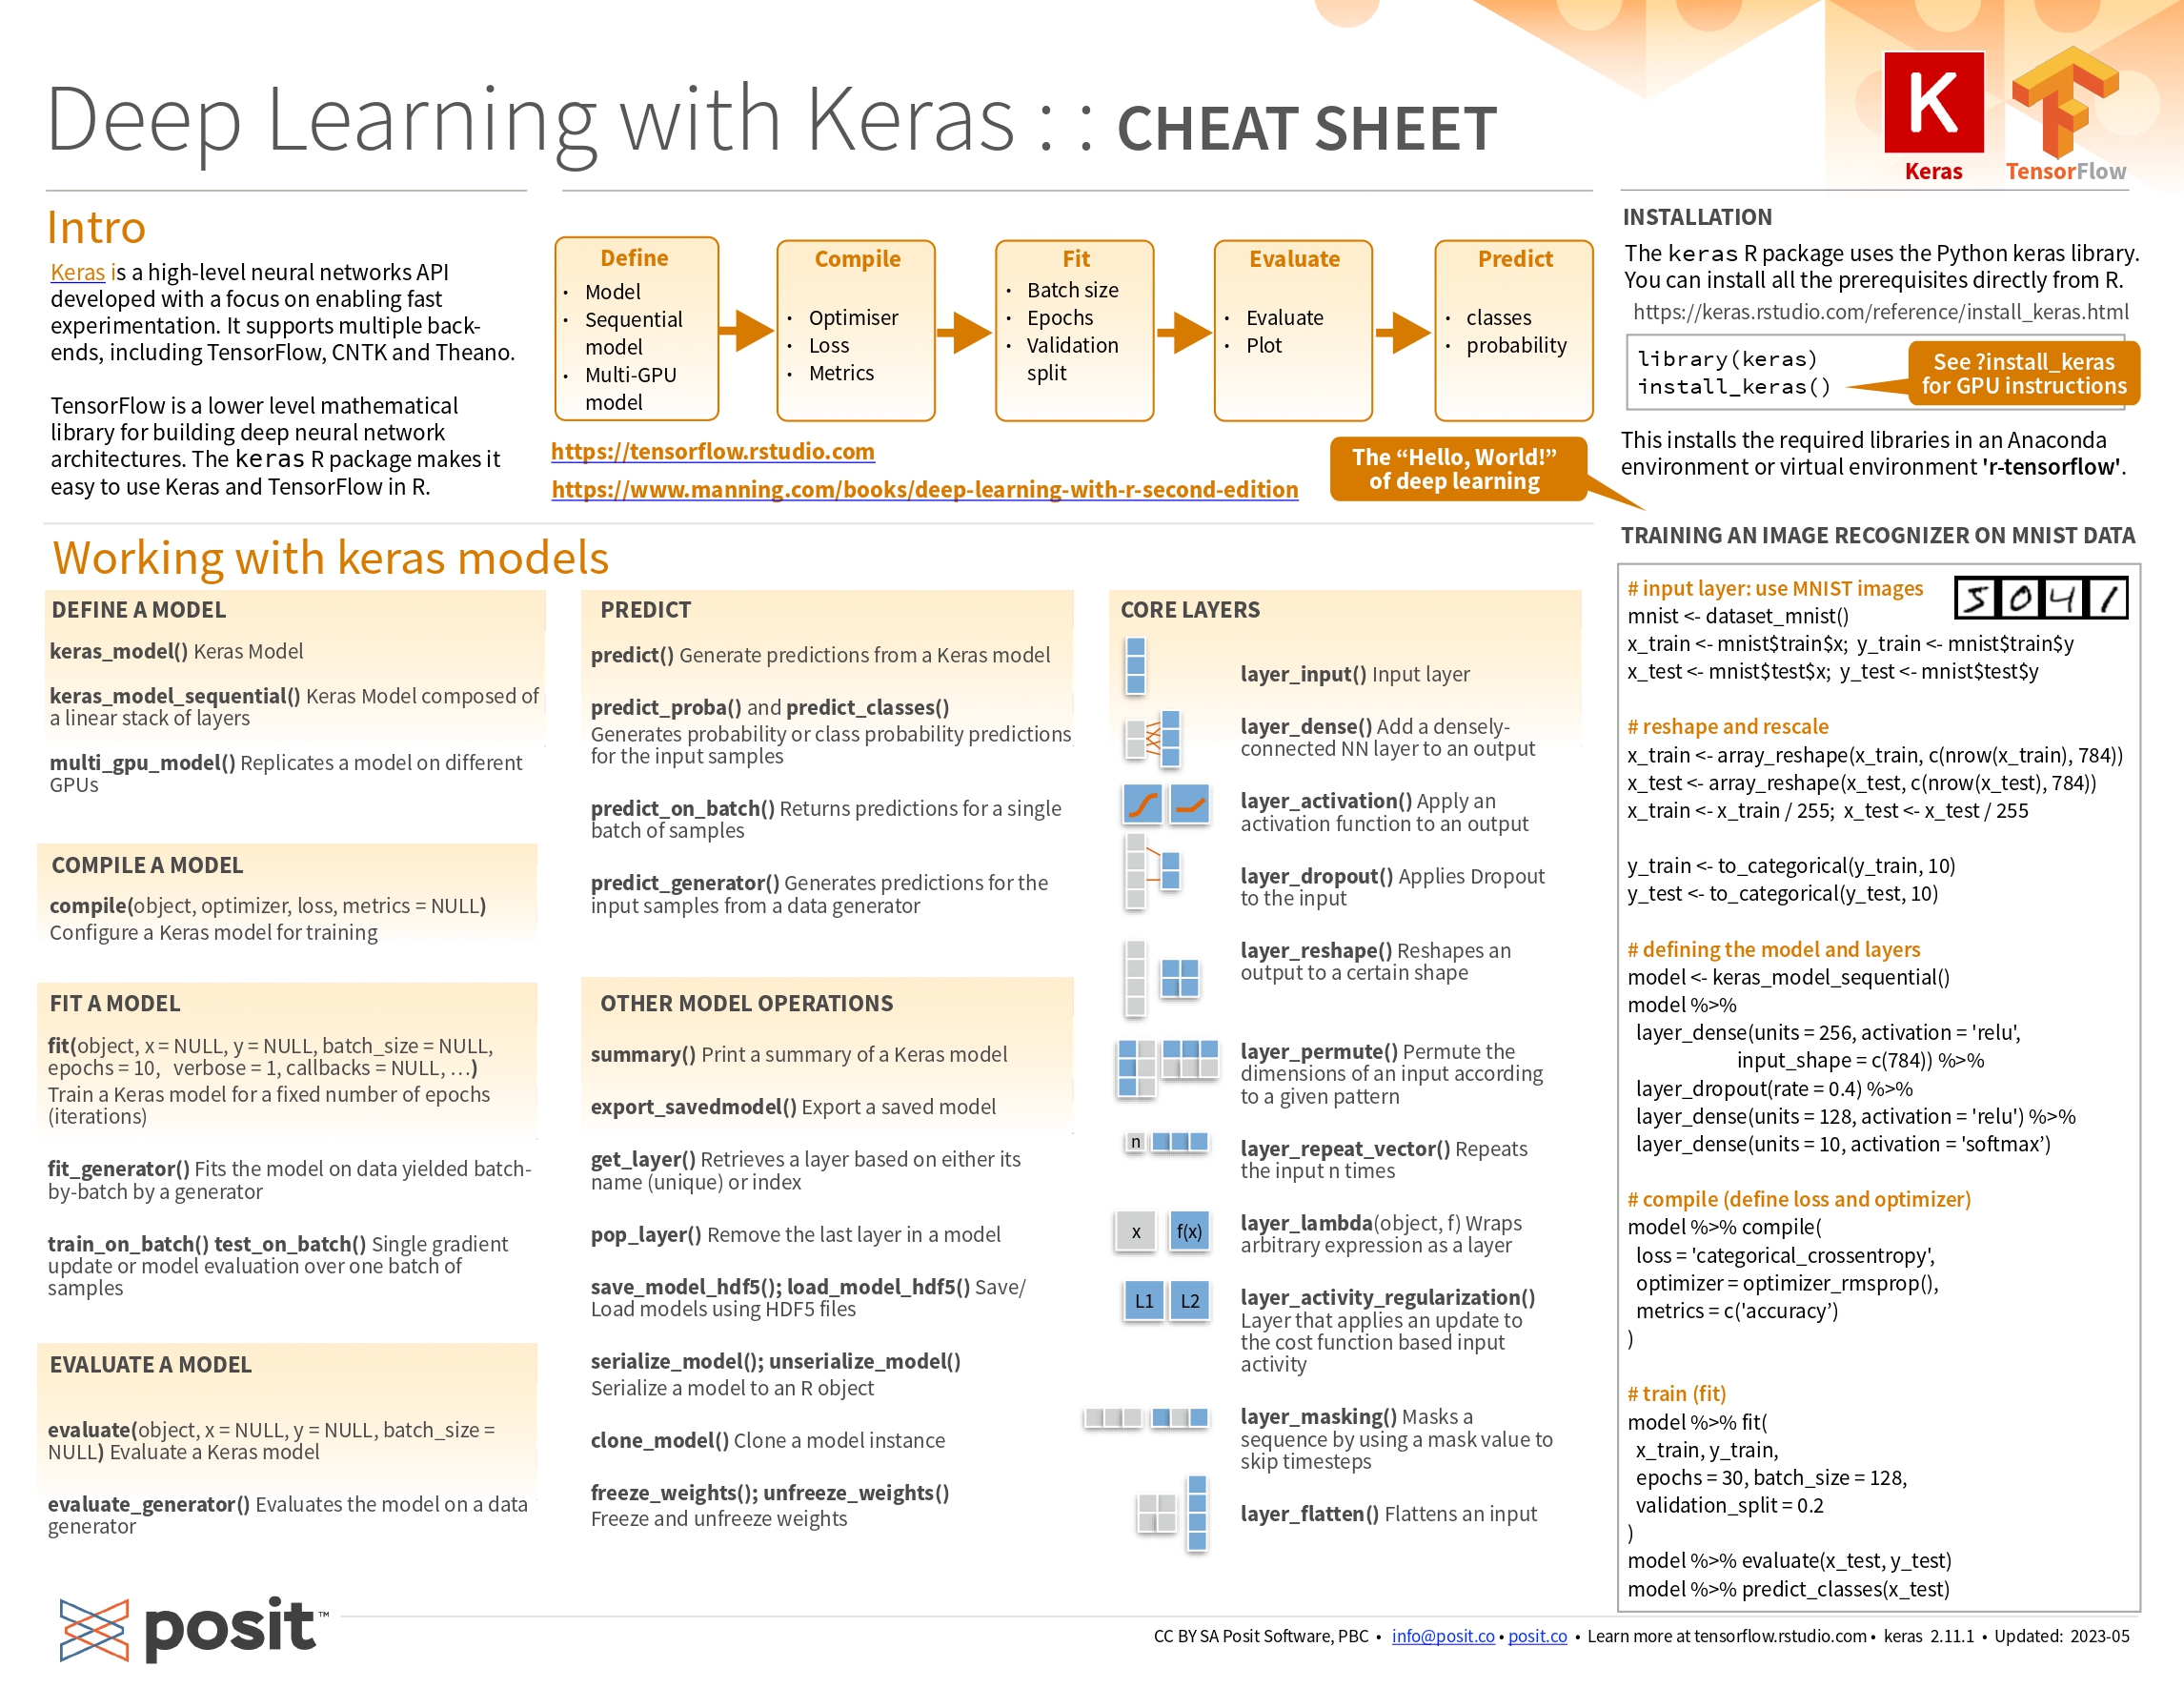 Deep Learning with Keras : : CHEAT SHEET
K
Keras
TensorFlow
Intro
Keras is a high-level neural networks API
developed with a focus on enabling fast
experimentation. It supports multiple back-
ends, including TensorFlow, CNTK and Theano.
TensorFlow is a lower level mathematical
library for building deep neural network
architectures. The keras R package makes it
easy to use Keras and TensorFlow in R.
Define
• Model
• Sequential
model
• Multi-GPU
model
Compile
• Optimiser
• Loss
• Metrics
Fit
• Batch size
• Epochs
• Validation
split
Evaluate
• Evaluate
• Plot
Predict
• classes
• probability
https://tensorflow.rstudio.com
https://www.manning.com/books/deep-learning-with-r-second-edition
The “Hello, World!”
of deep learning
INSTALLATION
The keras R package uses the Python keras library.
You can install all the prerequisites directly from R.
https://keras.rstudio.com/reference/install_keras.html
library(keras)
install_keras()
See ?install_keras
for GPU instructions
This installs the required libraries in an Anaconda
environment or virtual environment 'r-tensorflow'.
Working with keras models
DEFINE A MODEL
keras_model() Keras Model
keras_model_sequential() Keras Model composed of
a linear stack of layers
multi_gpu_model() Replicates a model on different
GPUs
COMPILE A MODEL
compile(object, optimizer, loss, metrics = NULL)
Configure a Keras model for training
FIT A MODEL
fit(object, x = NULL, y = NULL, batch_size = NULL,
epochs = 10, verbose = 1, callbacks = NULL, …)
Train a Keras model for a fixed number of epochs
(iterations)
fit_generator() Fits the model on data yielded batch-
by-batch by a generator
train_on_batch() test_on_batch() Single gradient
update or model evaluation over one batch of
samples
EVALUATE A MODEL
evaluate(object, x = NULL, y = NULL, batch_size =
NULL) Evaluate a Keras model
evaluate_generator() Evaluates the model on a data
generator
PREDICT
predict() Generate predictions from a Keras model
predict_proba() and predict_classes()
Generates probability or class probability predictions
for the input samples
predict_on_batch() Returns predictions for a single
batch of samples
predict_generator() Generates predictions for the
input samples from a data generator
OTHER MODEL OPERATIONS
summary() Print a summary of a Keras model
export_savedmodel() Export a saved model
get_layer() Retrieves a layer based on either its
name (unique) or index
pop_layer() Remove the last layer in a model
save_model_hdf5(); load_model_hdf5() Save/
Load models using HDF5 files
serialize_model(); unserialize_model()
Serialize a model to an R object
clone_model() Clone a model instance
freeze_weights(); unfreeze_weights()
Freeze and unfreeze weights
CORE LAYERS
layer_input() Input layer
layer_dense() Add a densely-
connected NN layer to an output
layer_activation() Apply an
activation function to an output
layer_dropout() Applies Dropout
to the input
layer_reshape() Reshapes an
output to a certain shape
layer_permute() Permute the
dimensions of an input according
to a given pattern
n
layer_repeat_vector() Repeats
the input n times
x f(x)
layer_lambda(object, f) Wraps
arbitrary expression as a layer
L1 L2
layer_activity_regularization()
Layer that applies an update to
the cost function based input
activity
layer_masking() Masks a
sequence by using a mask value to
skip timesteps
layer_flatten() Flattens an input
TRAINING AN IMAGE RECOGNIZER ON MNIST DATA
# input layer: use MNIST images
5 0 4 1
mnist <- dataset_mnist()
x_train <- mnist$train$x; y_train <- mnist$train$y
x_test <- mnist$test$x; y_test <- mnist$test$y
# reshape and rescale
x_train <- array_reshape(x_train, c(nrow(x_train), 784))
x_test <- array_reshape(x_test, c(nrow(x_test), 784))
x_train <- x_train / 255; x_test <- x_test / 255
y_train <- to_categorical(y_train, 10)
y_test <- to_categorical(y_test, 10)
# defining the model and layers
model <- keras_model_sequential()
model %>%
layer_dense(units = 256, activation = 'relu',
input_shape = c(784)) %>%
layer_dropout(rate = 0.4) %>%
layer_dense(units = 128, activation = 'relu') %>%
layer_dense(units = 10, activation = 'softmax’)
# compile (define loss and optimizer)
model %>% compile(
loss = 'categorical_crossentropy',
optimizer = optimizer_rmsprop(),
metrics = c('accuracy’)
)
# train (fit)
model %>% fit(
x_train, y_train,
epochs = 30, batch_size = 128,
validation_split = 0.2
)
model %>% evaluate(x_test, y_test)
model %>% predict_classes(x_test)
posit™
CC BY SA Posit Software, PBC • info@posit.co • posit.co • Learn more at tensorflow.rstudio.com • keras 2.11.1 • Updated: 2023-05